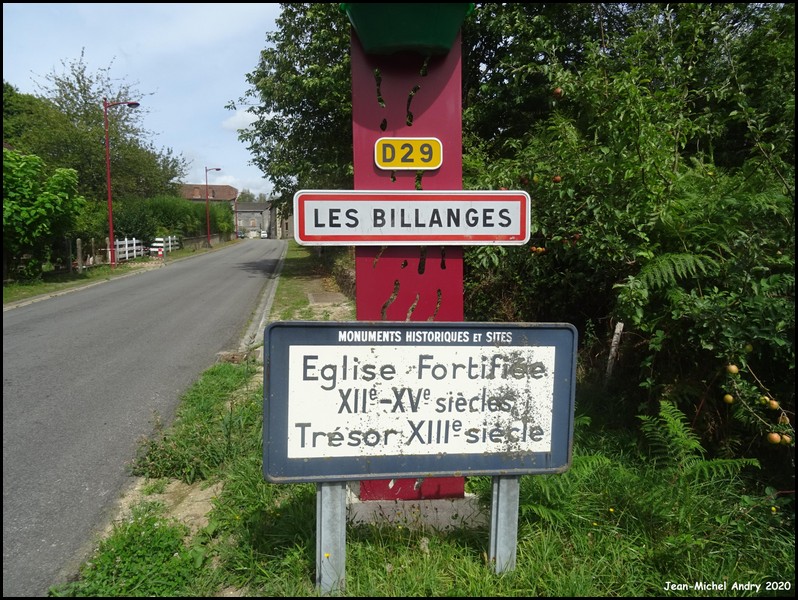 D29
LES BILLANGES
MONUMENTS HISTORIQUES ET SITES
Eglise Fortifiée
XIIe-XVe siècles
Trésor XIIIe siècle
Jean-Michel Andry 2020